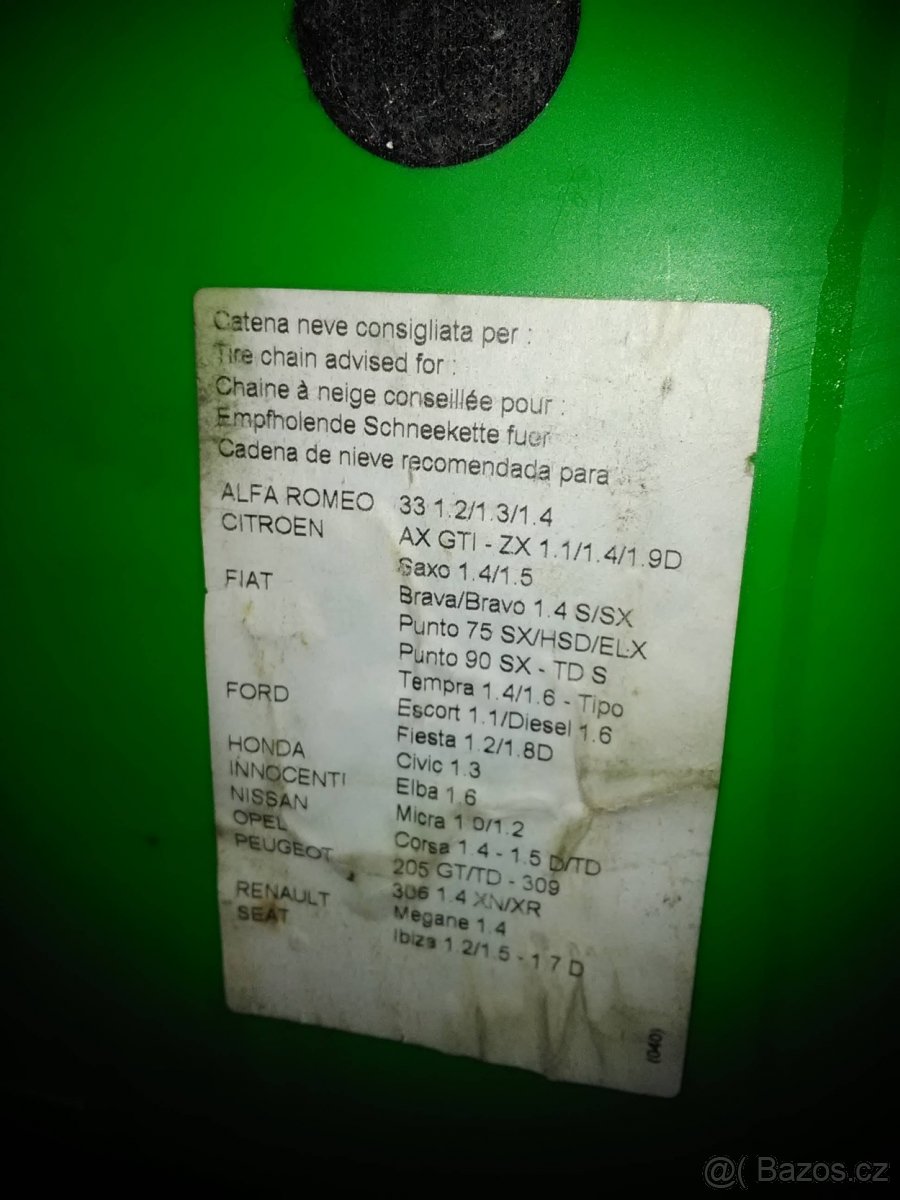 Catena neve consigliata per :
Tire chain advised for :
Chaine à neige conseillée pour :
Empfholende Schneekette fuer
Cadena de nieve recomendada para
ALFA ROMEO 33 1.2/1.3/1.4
CITROEN AX GTI - ZX 1.1/1.4/1.9D
Saxo 1.4/1.5
FIAT Brava/Bravo 1.4 S/SX
Punto 75 SX/HSD/ELX
Punto 90 SX - TD S
Tempra 1.4/1.6 - Tipo
FORD Escort 1.1/Diesel 1.6
Fiesta 1.2/1.8D
HONDA Civic 1.3
INNOCENTI Elba 1.6
NISSAN Micra 1.0/1.2
OPEL Corsa 1.4 - 1.5 D/TD
PEUGEOT 205 GT/TD - 309
306 1.4 XN/XR
RENAULT Megane 1.4
SEAT Ibiza 1.2/1.5 - 1.7 D
(040)
@( Bazos.cz